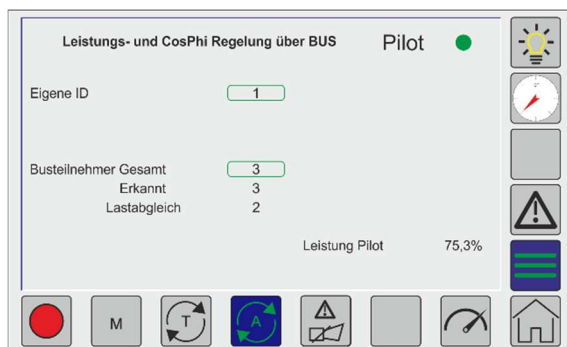 Leistungs- und CosPhi Regelung über BUS Pilot
Eigene ID 1
Busteilnehmer Gesamt 3
Erkannt 3
Lastabgleich 2
Leistung Pilot 75,3%
M T A